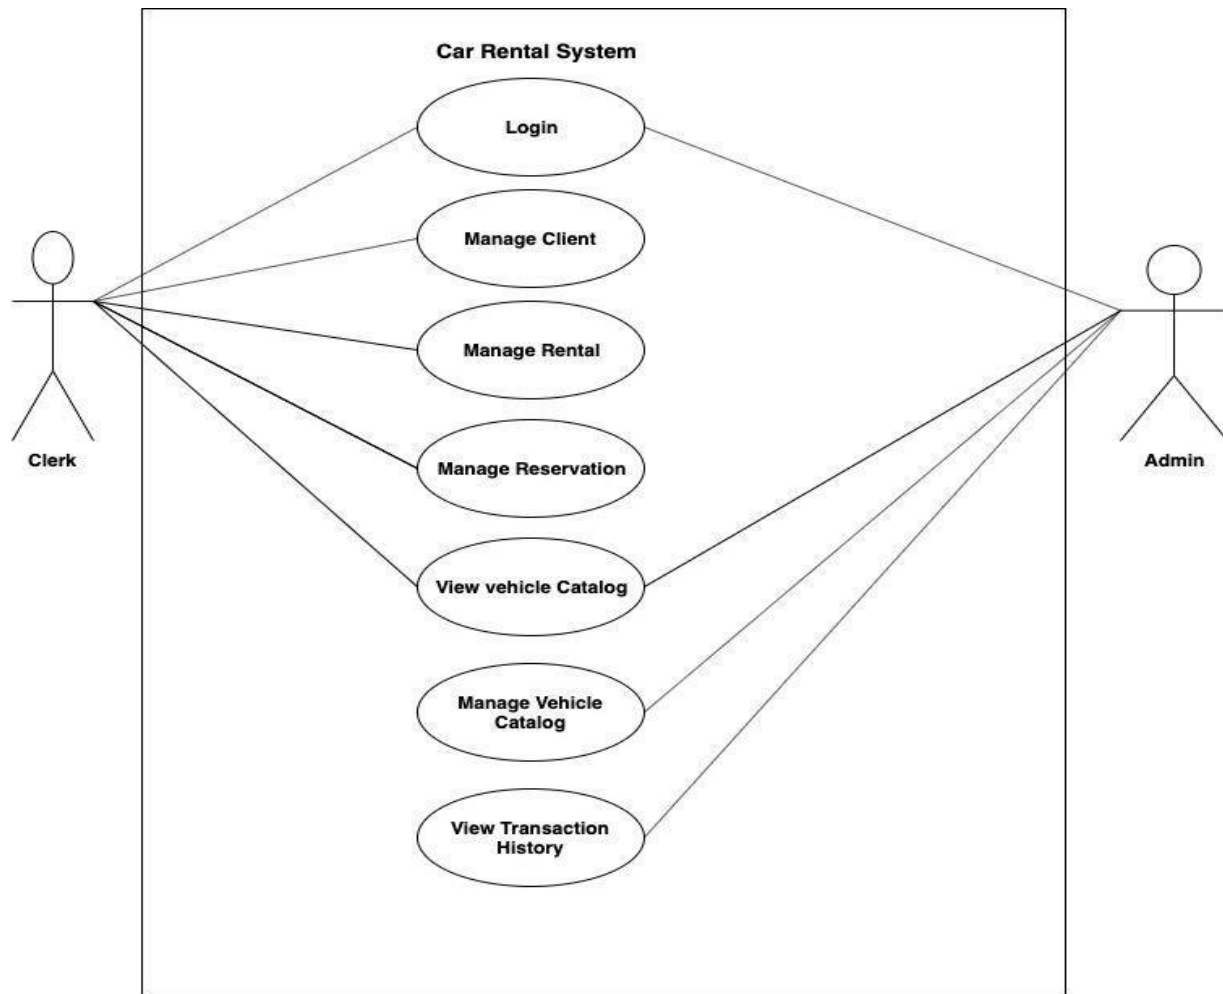 Car Rental System
Login
Manage Client
Manage Rental
Clerk
Admin
Manage Reservation
View vehicle Catalog
Manage Vehicle
Catalog
View Transaction
History